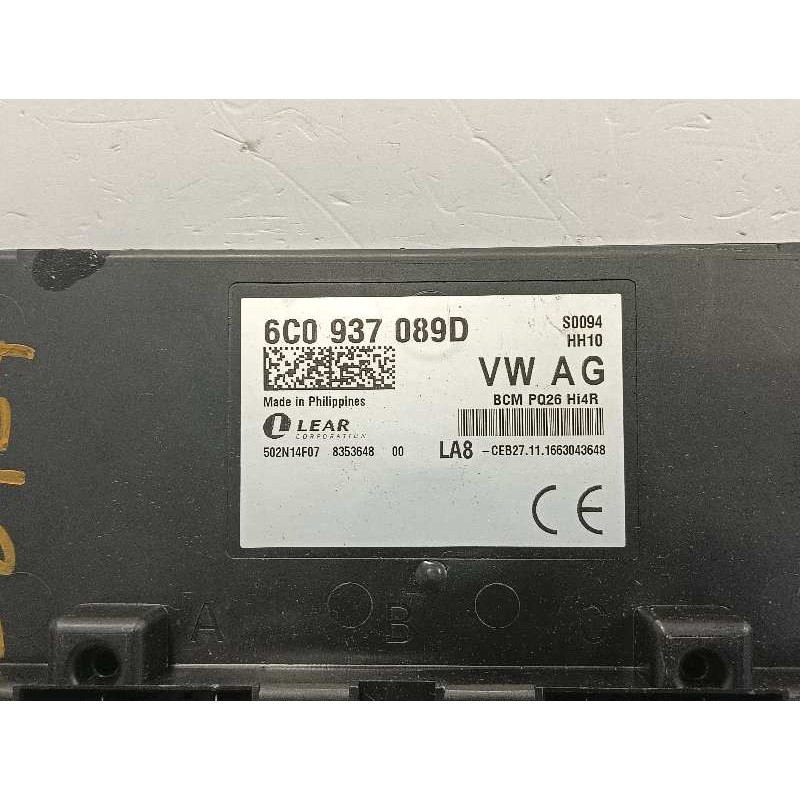 6C0 937 089D
S0094
HH10
VW AG
BCM PQ26 Hi4R
Made in Philippines
LEAR
CORPORATION
502N14F07 8353648 00
LA8 -CEB27.11.1663043648
CE
A B C